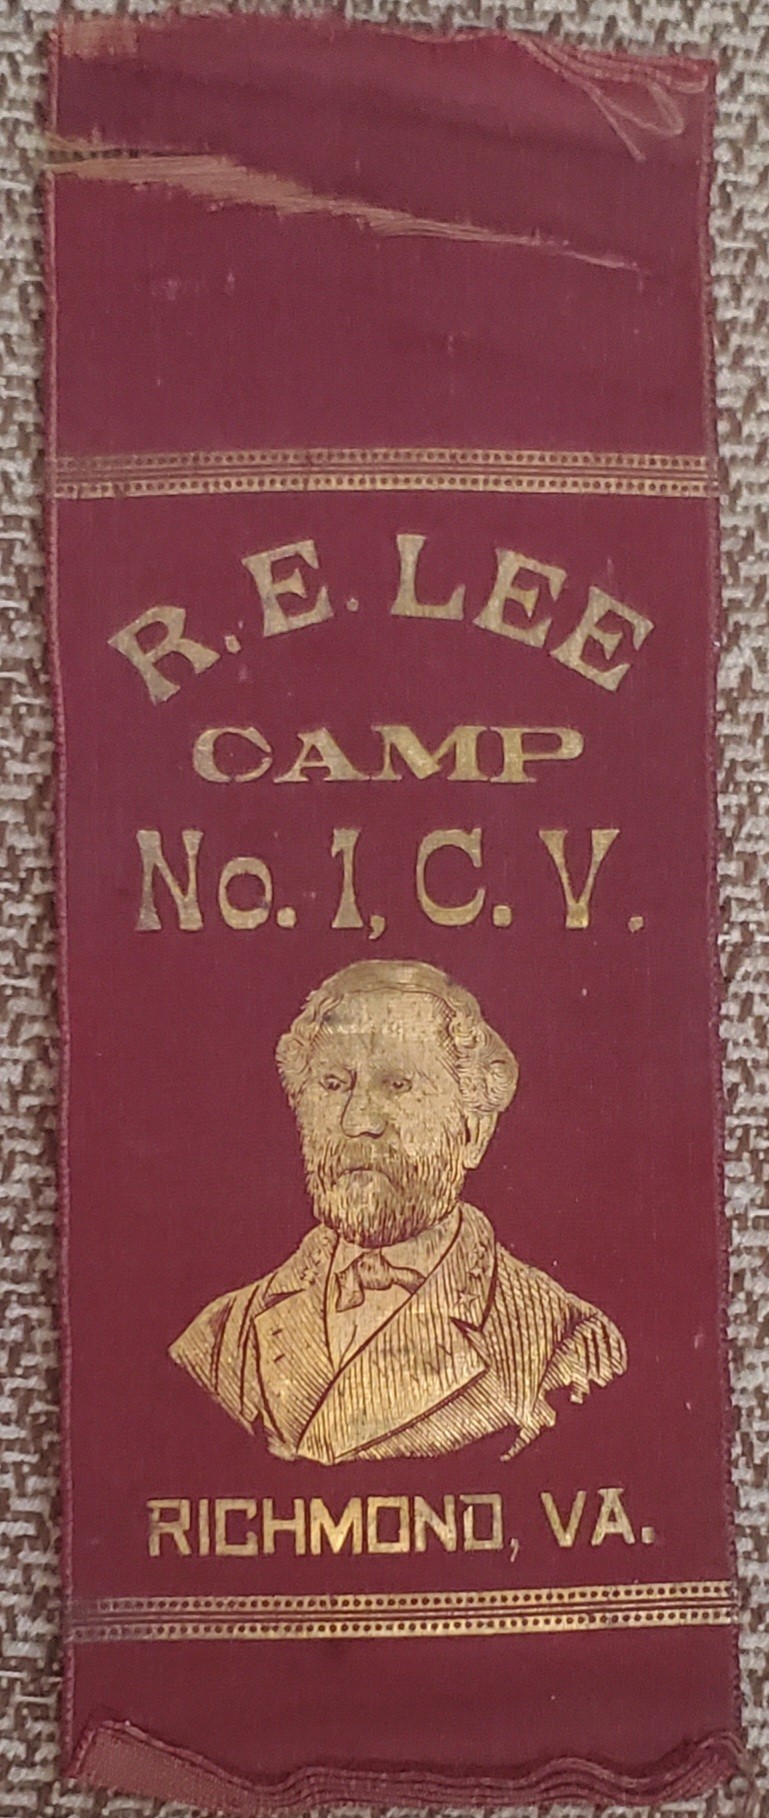 R. E. LEE
CAMP
No. 1, C. V.
RICHMOND, VA.